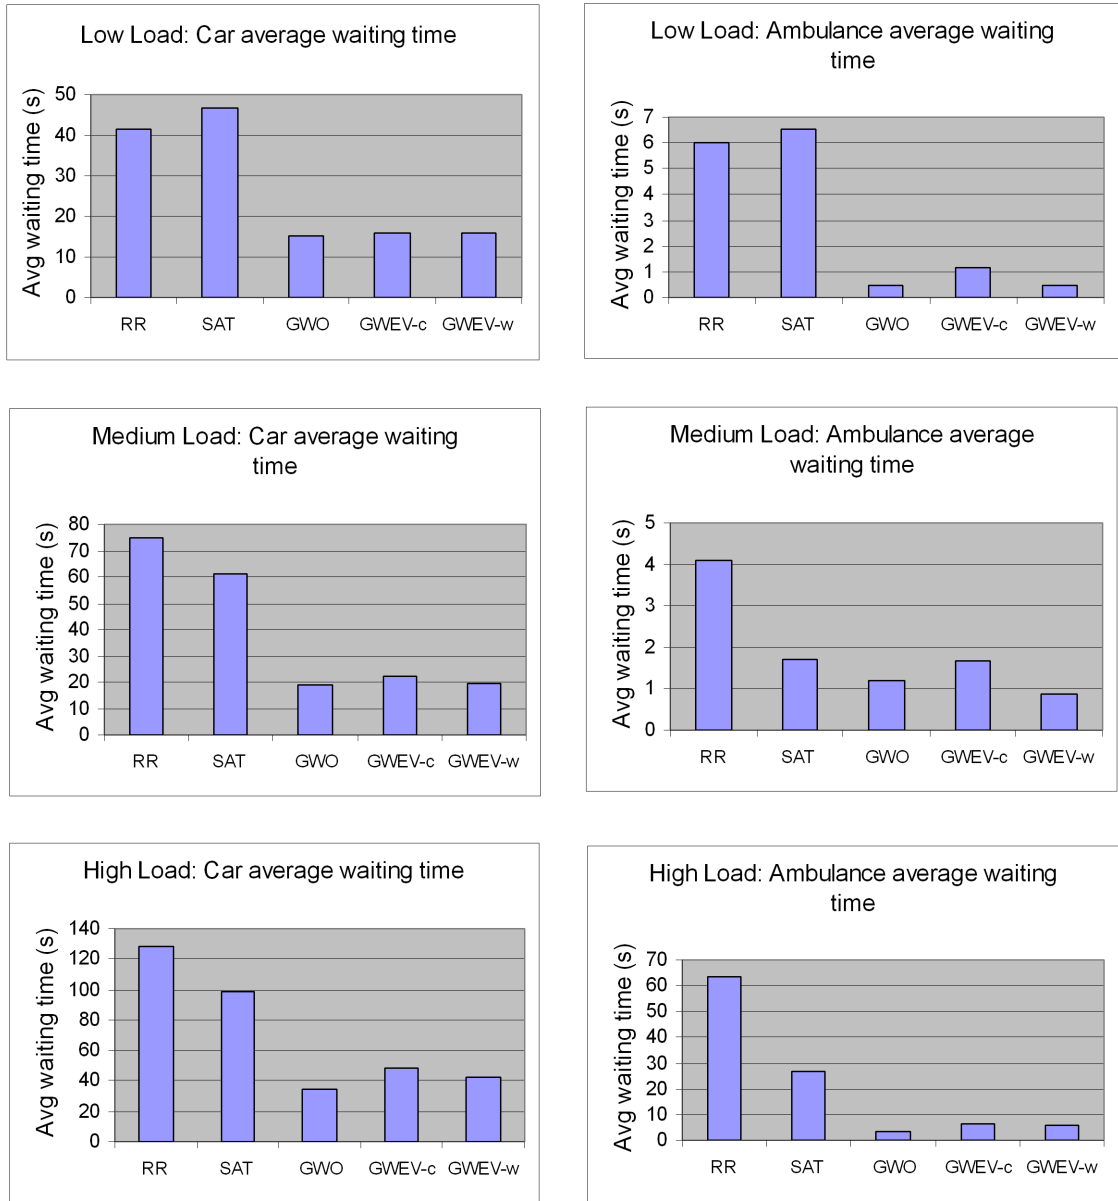 Low Load: Car average waiting time
Avg waiting time (s)
50
40
30
20
10
0
RR SAT GWO GWEV-c GWEV-w
Low Load: Ambulance average waiting
time
Avg waiting time (s)
7
6
5
4
3
2
1
0
RR SAT GWO GWEV-c GWEV-w
Medium Load: Car average waiting
time
Avg waiting time (s)
80
70
60
50
40
30
20
10
0
RR SAT GWO GWEV-c GWEV-w
Medium Load: Ambulance average
waiting time
Avg waiting time (s)
5
4
3
2
1
0
RR SAT GWO GWEV-c GWEV-w
High Load: Car average waiting time
Avg waiting time (s)
140
120
100
80
60
40
20
0
RR SAT GWO GWEV-c GWEV-w
High Load: Ambulance average waiting
time
Avg waiting time (s)
70
60
50
40
30
20
10
0
RR SAT GWO GWEV-c GWEV-w